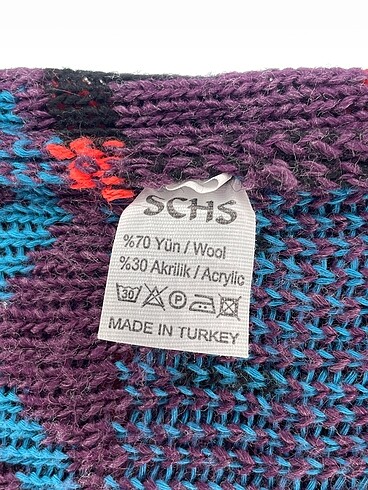 SCHS
%70 Yün / Wool
%30 Akrilik / Acrylic
30 P
MADE IN TURKEY